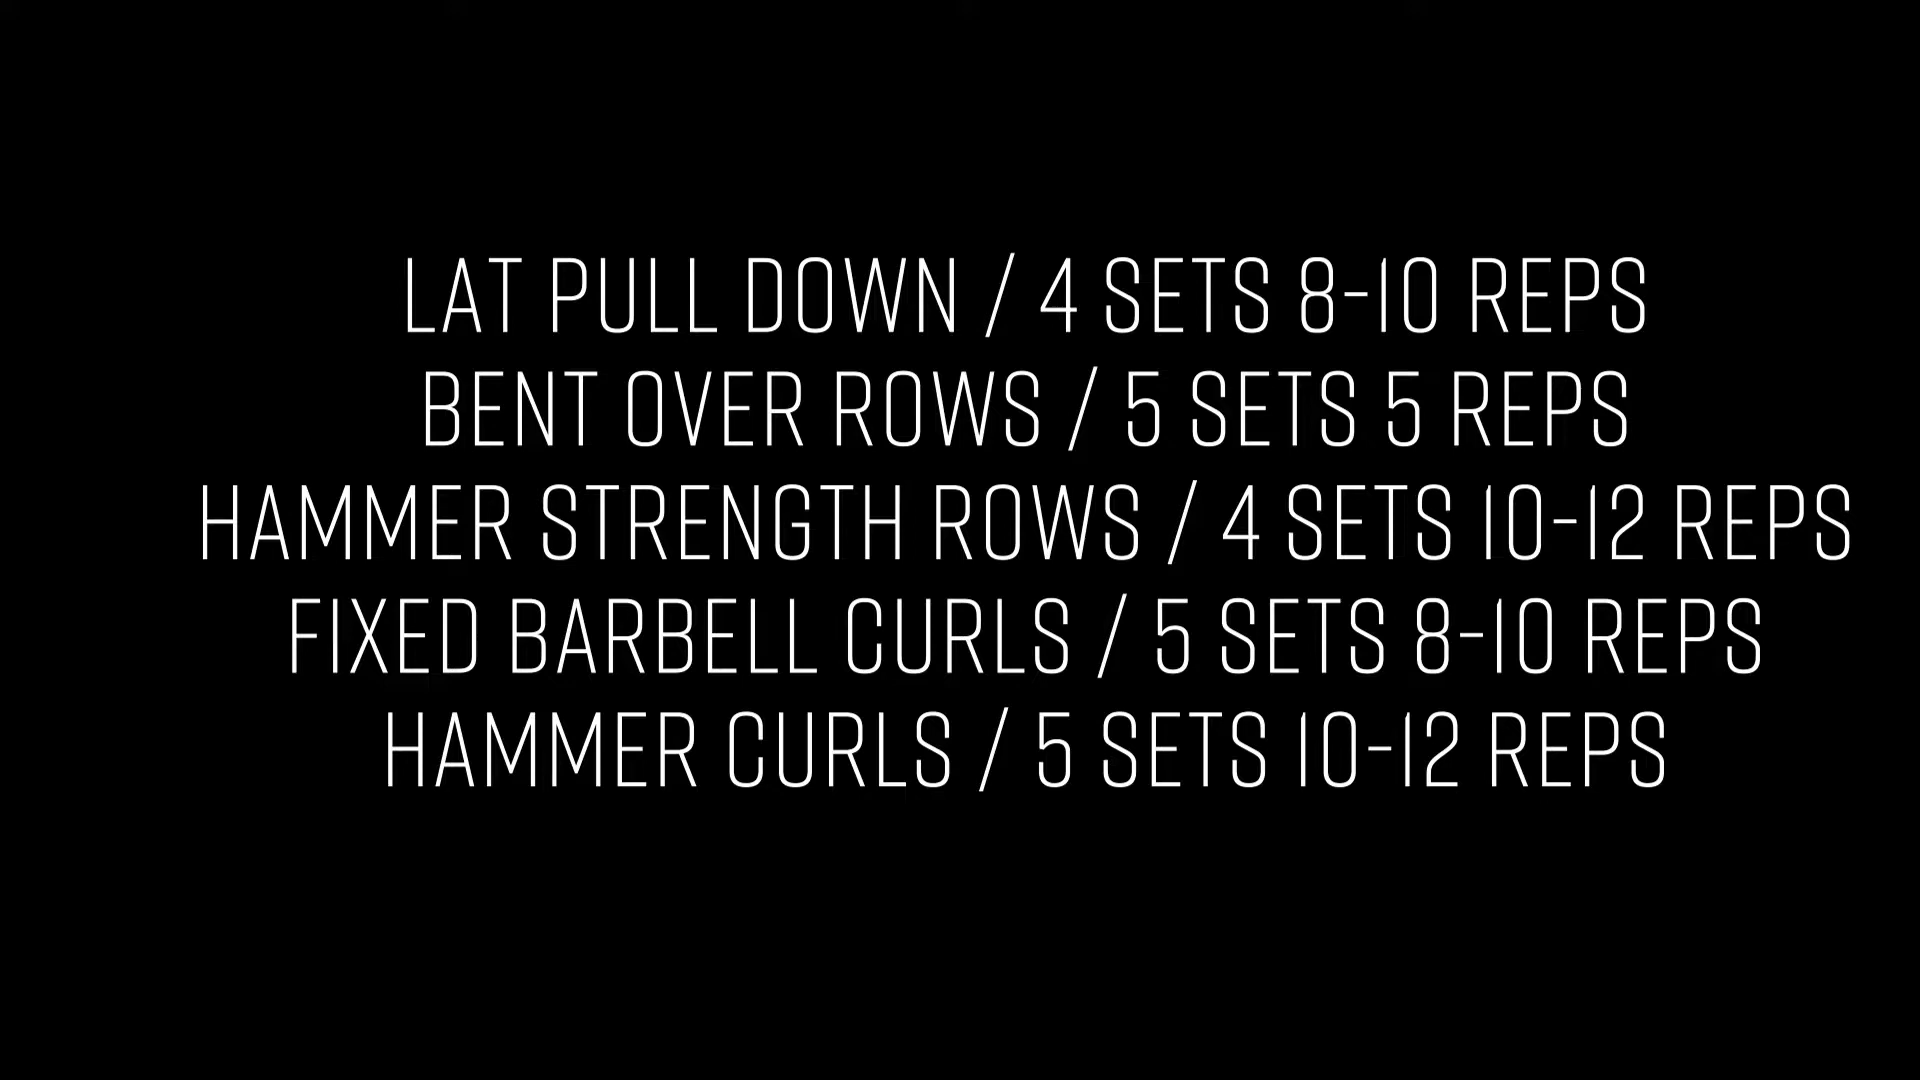 LAT PULL DOWN / 4 SETS 8-10 REPS
BENT OVER ROWS / 5 SETS 5 REPS
HAMMER STRENGTH ROWS / 4 SETS 10-12 REPS
FIXED BARBELL CURLS / 5 SETS 8-10 REPS
HAMMER CURLS / 5 SETS 10-12 REPS